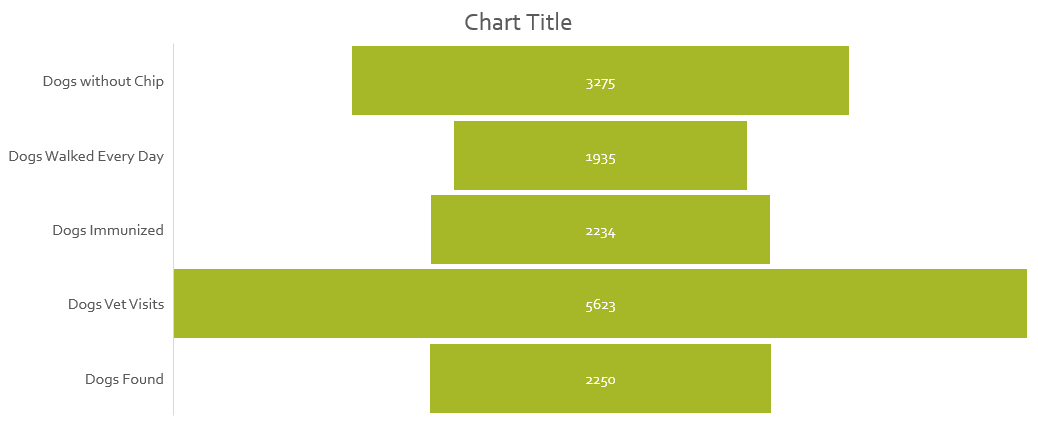 Chart Title
Dogs without Chip 3275
Dogs Walked Every Day 1935
Dogs Immunized 2234
Dogs Vet Visits 5623
Dogs Found 2250